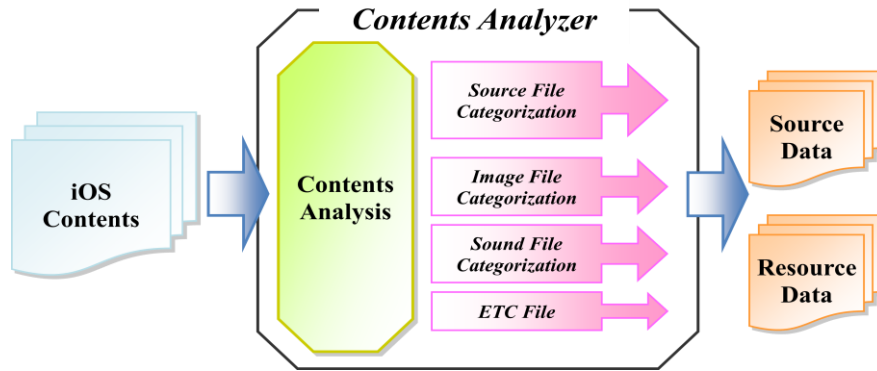 Contents Analyzer
iOS
Contents
Contents
Analysis
Source File
Categorization
Image File
Categorization
Sound File
Categorization
ETC File
Source
Data
Resource
Data